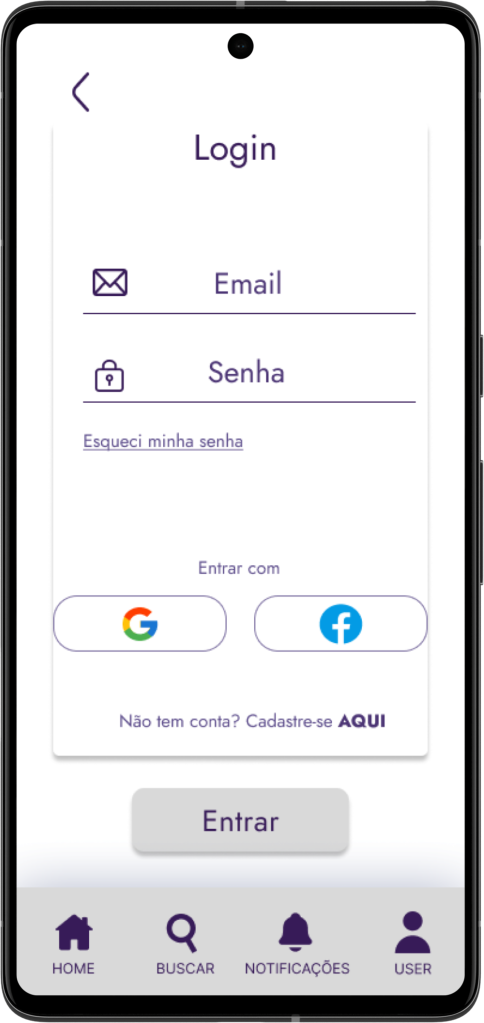 Login
Email
Senha
Esqueci minha senha
Entrar com
Não tem conta? Cadastre-se AQUI
Entrar
HOME BUSCAR NOTIFICAÇÕES USER